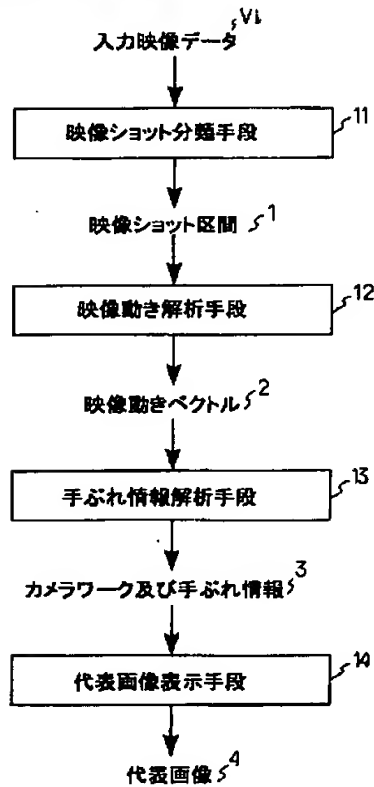 入力映像データ Vi
映像ショット分類手段 11
映像ショット区間 1
映像動き解析手段 12
映像動きベクトル 2
手ぶれ情報解析手段 13
カメラワーク及び手ぶれ情報 3
代表画像表示手段 14
代表画像 4